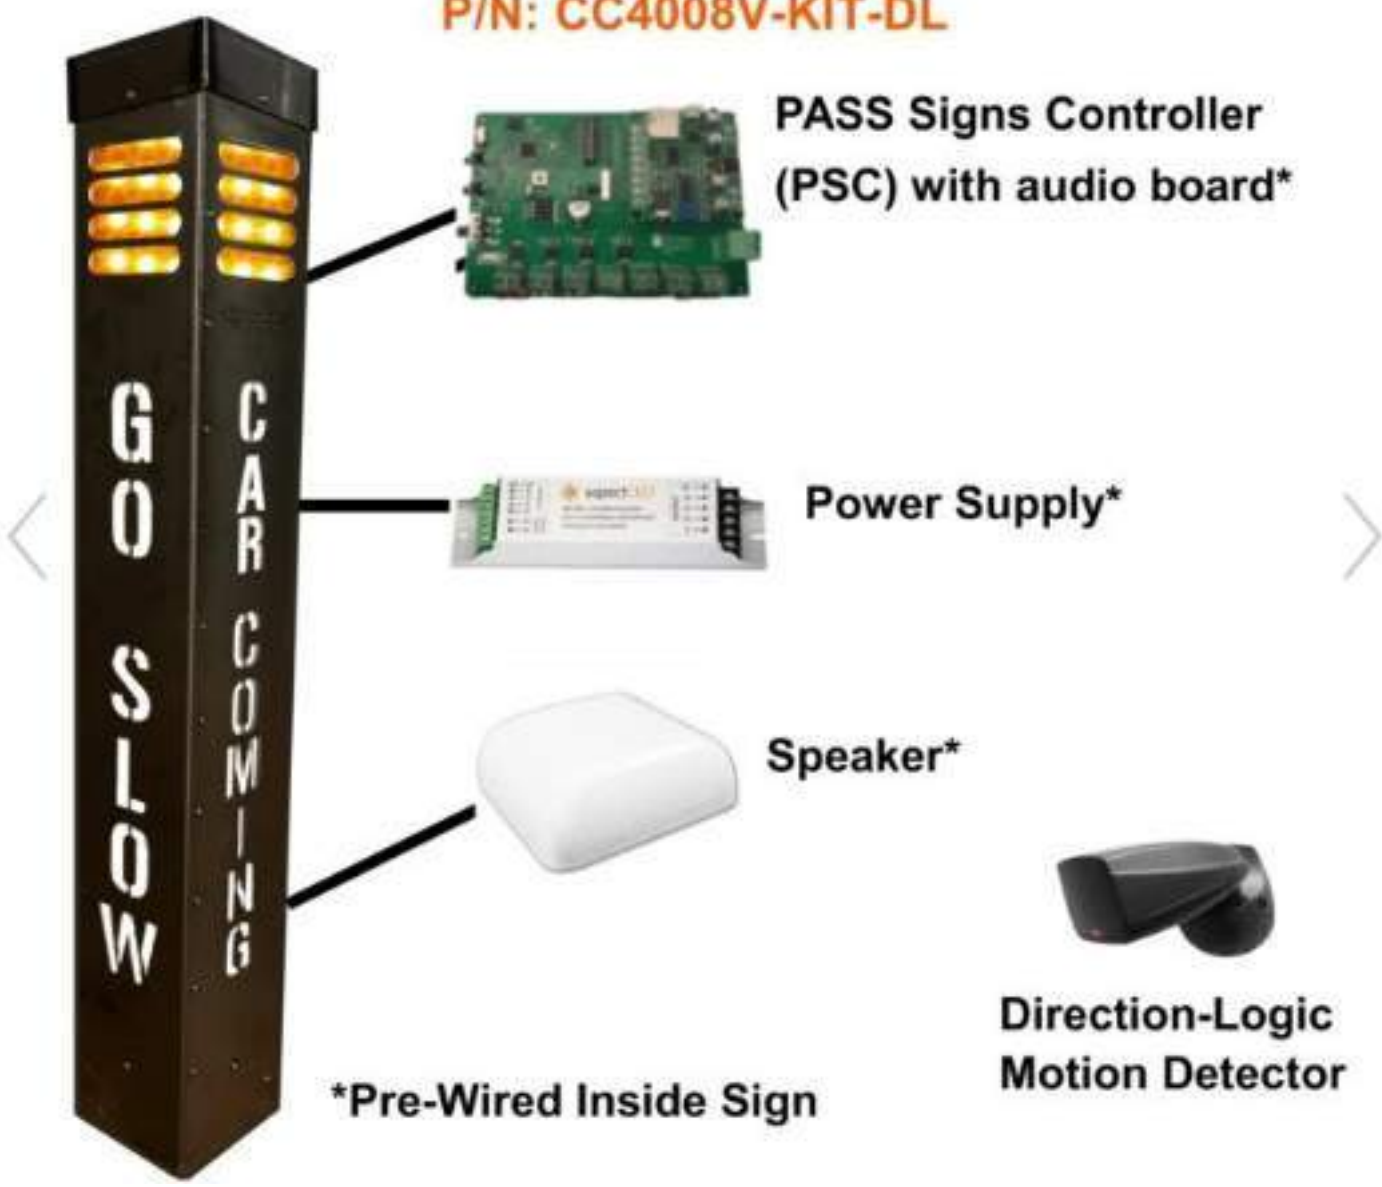 P/N: CC4008V-KIT-DL
PASS Signs Controller
(PSC) with audio board*
GO SLOW
CAR COMING
Power Supply*
Speaker*
Direction-Logic
Motion Detector
*Pre-Wired Inside Sign